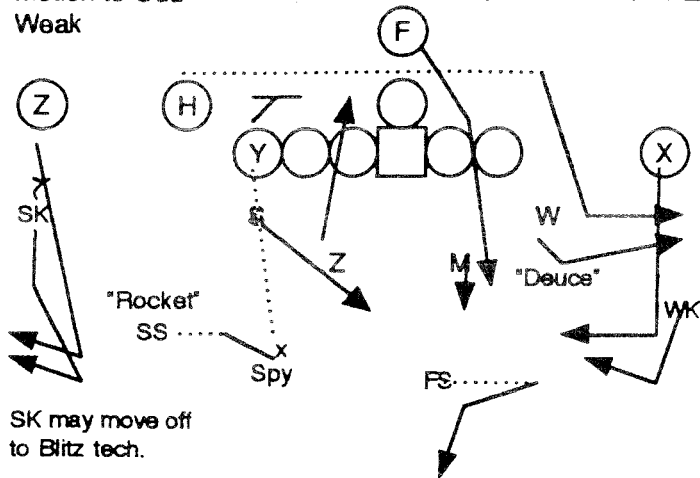 Weak
F
Z
H
Y
X
SK
W
Z
M
"Deuce"
"Rocket"
WK
SS
x
Spy
FS
SK may move off
to Blitz tech.